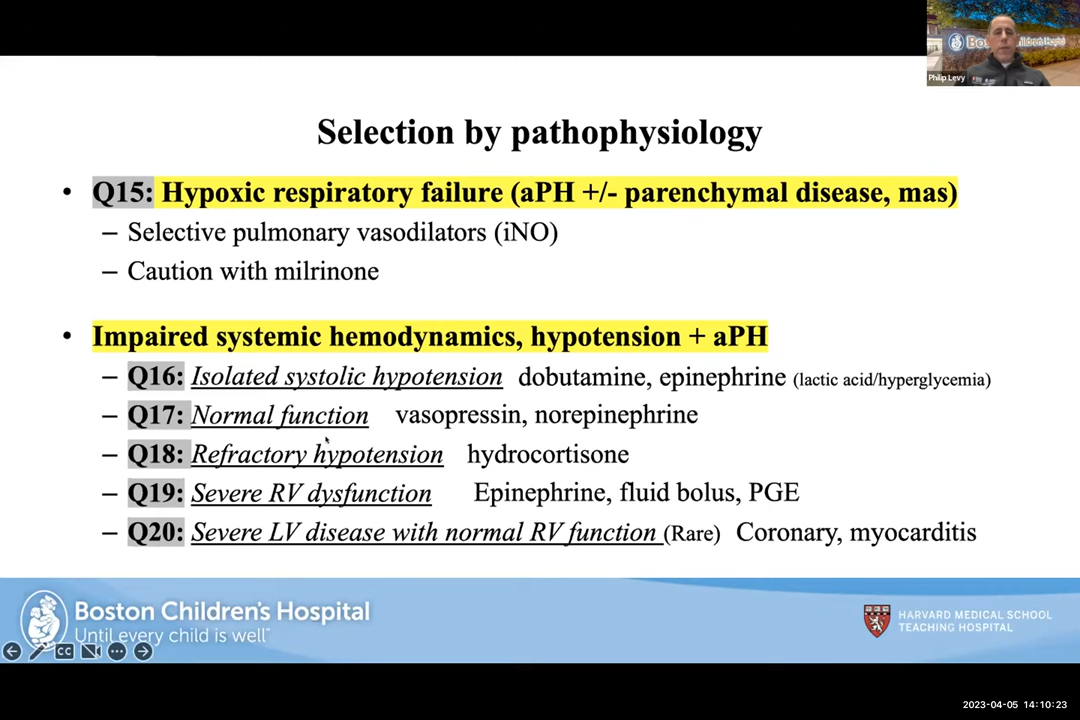 Philip Levy
Selection by pathophysiology
• Q15: Hypoxic respiratory failure (aPH +/- parenchymal disease, mas)
– Selective pulmonary vasodilators (iNO)
– Caution with milrinone
• Impaired systemic hemodynamics, hypotension + aPH
– Q16: Isolated systolic hypotension dobutamine, epinephrine (lactic acid/hyperglycemia)
– Q17: Normal function vasopressin, norepinephrine
– Q18: Refractory hypotension hydrocortisone
– Q19: Severe RV dysfunction Epinephrine, fluid bolus, PGE
– Q20: Severe LV disease with normal RV function (Rare) Coronary, myocarditis
Boston Children's Hospital
Until every child is well™
HARVARD MEDICAL SCHOOL
TEACHING HOSPITAL
CC
2023-04-05 14:10:23